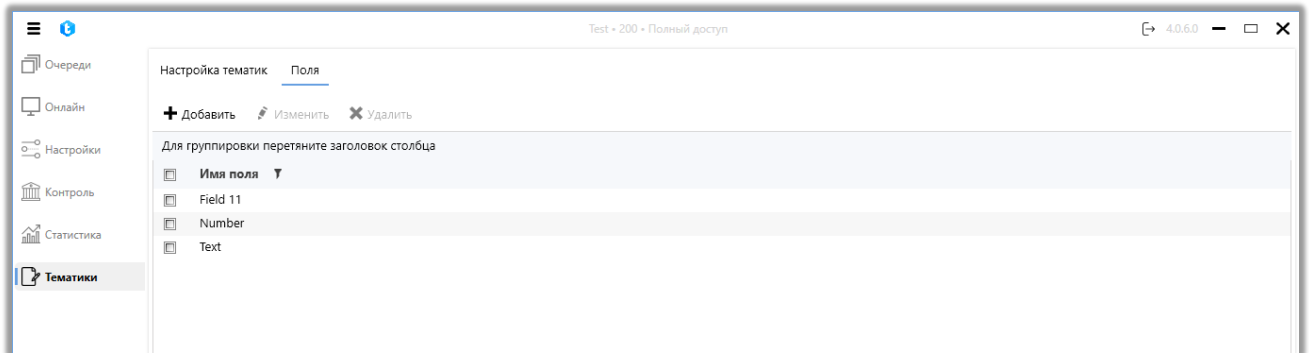 Test • 200 • Полный доступ
4.0.6.0
Очереди
Онлайн
Настройки
Контроль
Статистика
Тематики
Настройка тематик Поля
Добавить Изменить Удалить
Для группировки перетяните заголовок столбца
Имя поля
Field 11
Number
Text